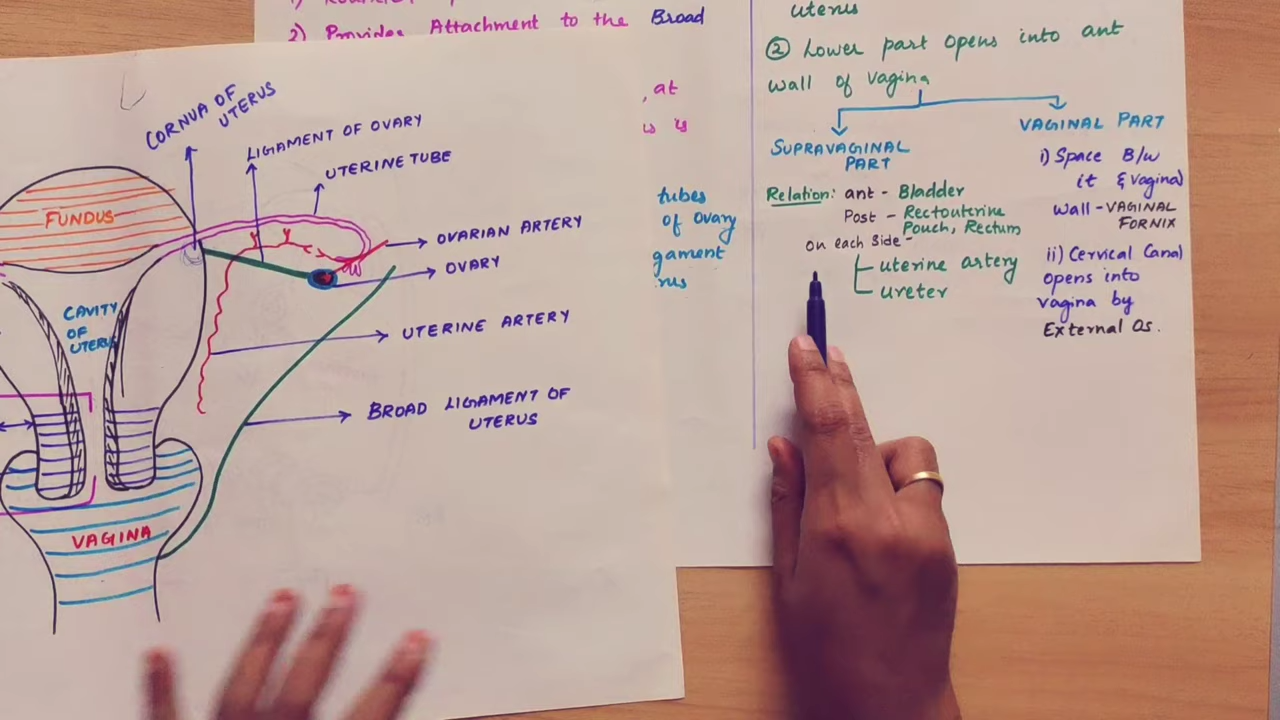 2) Provides Attachment to the Broad
CORNUA OF
UTERUS
LIGAMENT OF OVARY
UTERINE TUBE
FUNDUS
OVARIAN ARTERY
OVARY
CAVITY
OF
UTERUS
UTERINE ARTERY
BROAD LIGAMENT OF
UTERUS
VAGINA
, at
is
tubes
of ovary
gament
rus
uterus
② Lower part opens into ant
wall of vagina
SUPRAVAGINAL
PART
Relation: ant - Bladder
Post - Rectouterine
Pouch, Rectum
on each side -
uterine artery
ureter
VAGINAL PART
i) Space B/w
it & vagina)
wall - VAGINAL
FORNIX
ii) Cervical Canal
opens into
vagina by
External Os.